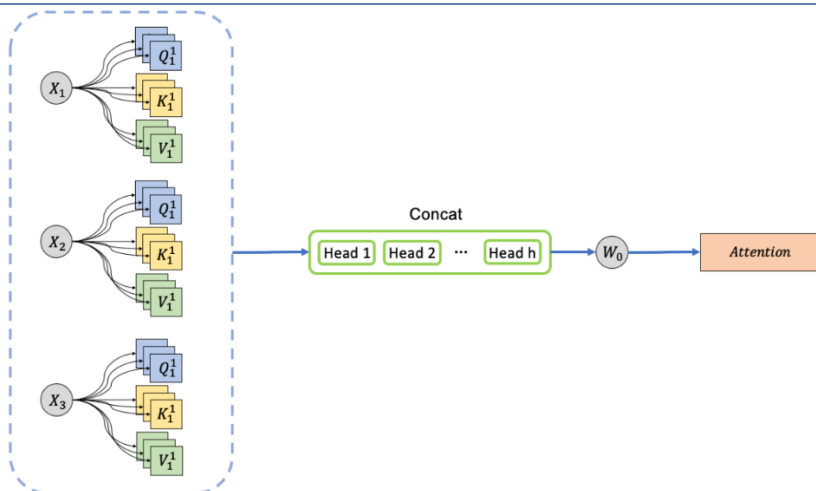 X₁
Q₁¹
K₁¹
V₁¹
X₂
Q₁¹
K₁¹
V₁¹
X₃
Q₁¹
K₁¹
V₁¹
Concat
Head 1 Head 2 ··· Head h
W₀
Attention